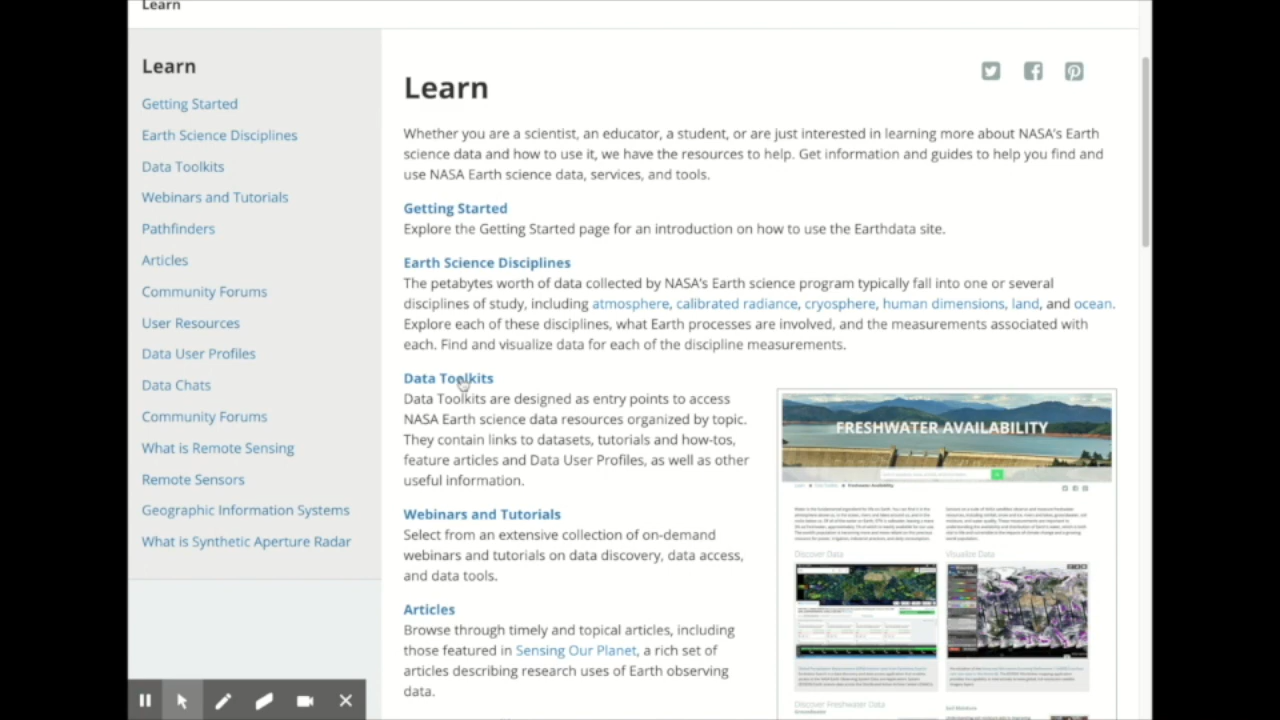 Learn
Learn
Getting Started
Earth Science Disciplines
Data Toolkits
Webinars and Tutorials
Pathfinders
Articles
Community Forums
User Resources
Data User Profiles
Data Chats
Community Forums
What is Remote Sensing
Remote Sensors
Geographic Information Systems
What is Synthetic Aperture Radar
Learn
Whether you are a scientist, an educator, a student, or are just interested in learning more about NASA's Earth
science data and how to use it, we have the resources to help. Get information and guides to help you find and
use NASA Earth science data, services, and tools.
Getting Started
Explore the Getting Started page for an introduction on how to use the Earthdata site.
Earth Science Disciplines
The petabytes worth of data collected by NASA's Earth science program typically fall into one or several
disciplines of study, including atmosphere, calibrated radiance, cryosphere, human dimensions, land, and ocean.
Explore each of these disciplines, what Earth processes are involved, and the measurements associated with
each. Find and visualize data for each of the discipline measurements.
Data Toolkits
Data Toolkits are designed as entry points to access
NASA Earth science data resources organized by topic.
They contain links to datasets, tutorials and how-tos,
feature articles and Data User Profiles, as well as other
useful information.
Webinars and Tutorials
Select from an extensive collection of on-demand
webinars and tutorials on data discovery, data access,
and data tools.
Articles
Browse through timely and topical articles, including
those featured in Sensing Our Planet, a rich set of
articles describing research uses of Earth observing
data.
FRESHWATER AVAILABILITY
Freshwater Availability
Discover Data
Visualize Data
Discover Freshwater Data
Soil Moisture